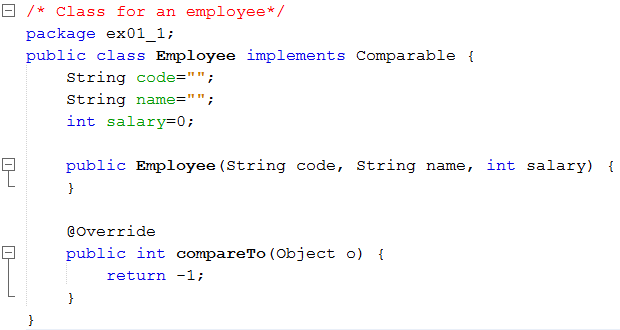 /* Class for an employee*/
package ex01_1;
public class Employee implements Comparable {
    String code="";
    String name="";
    int salary=0;

    public Employee(String code, String name, int salary) {
    }

    @Override
    public int compareTo(Object o) {
        return -1;
    }
}